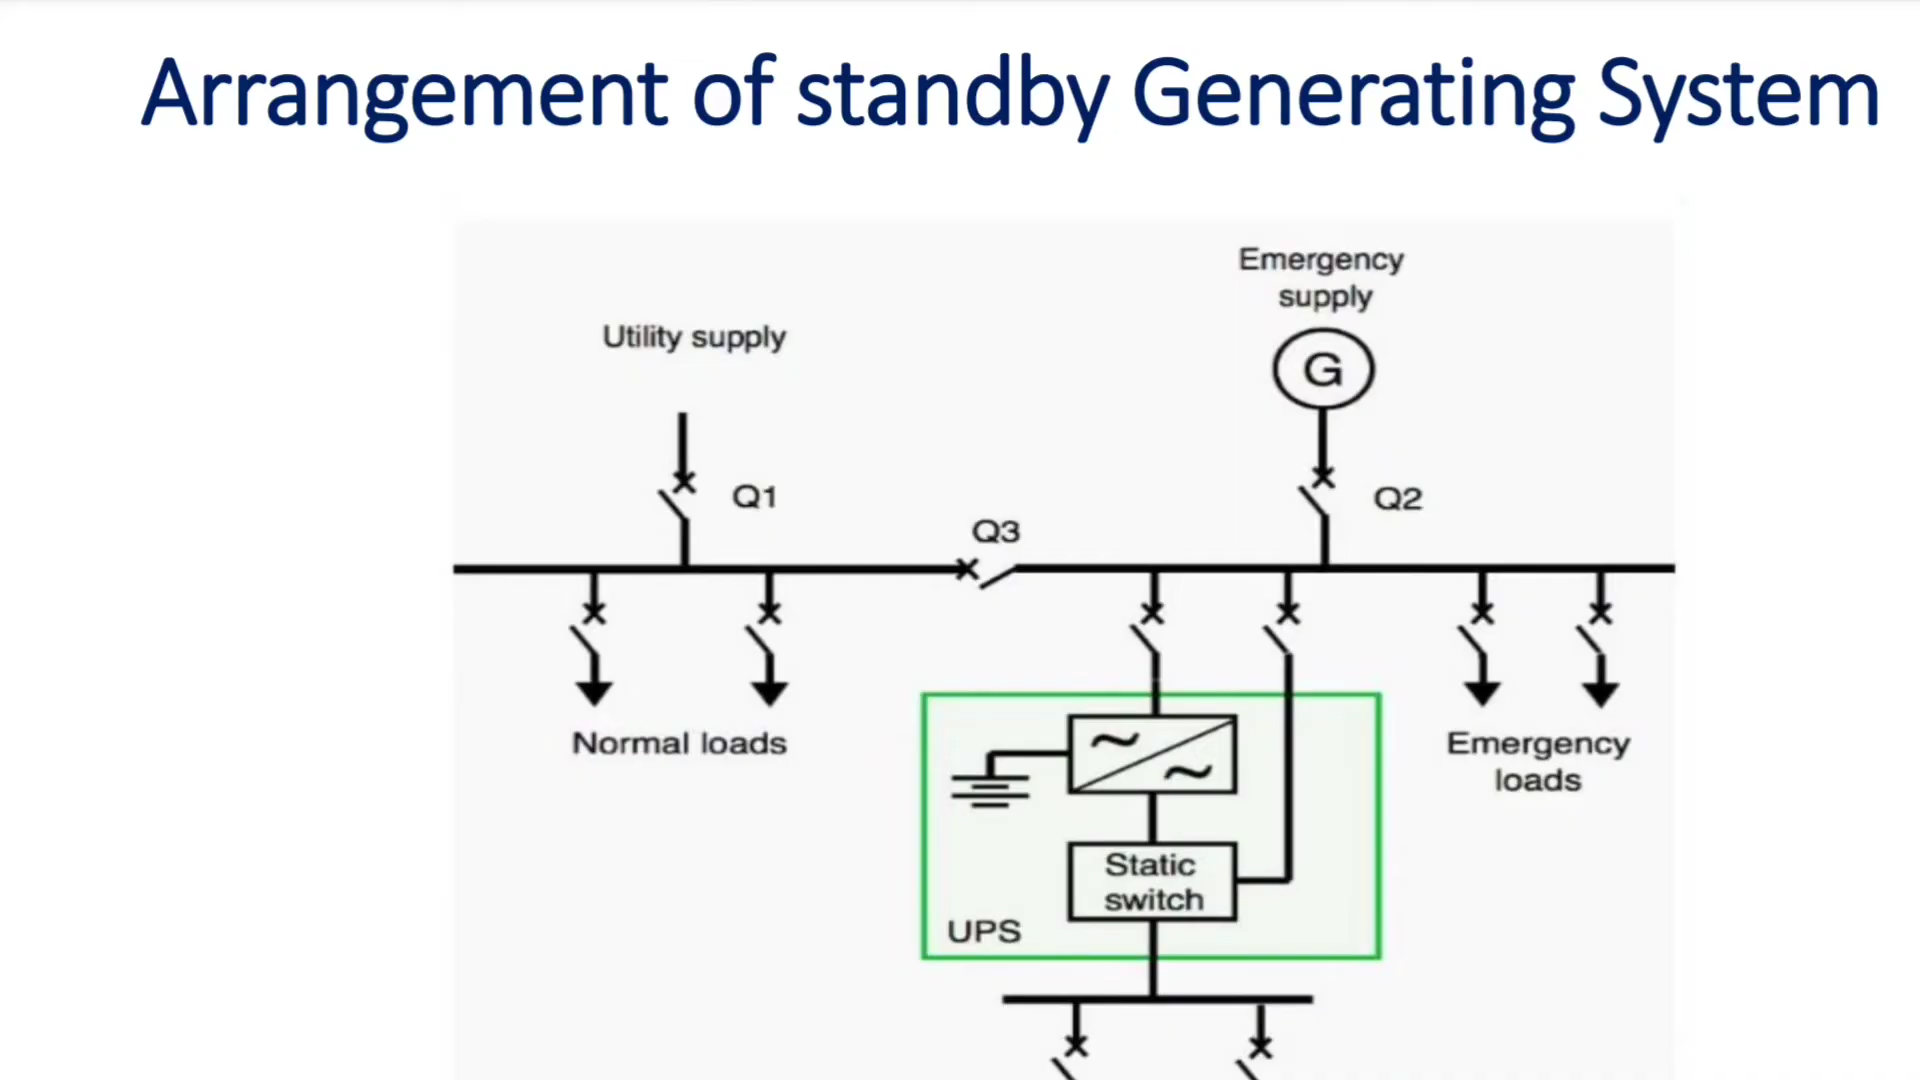 Arrangement of standby Generating System
Emergency
supply
Utility supply
G
Q1
Q2
Q3
Normal loads
Emergency
loads
Static
switch
UPS